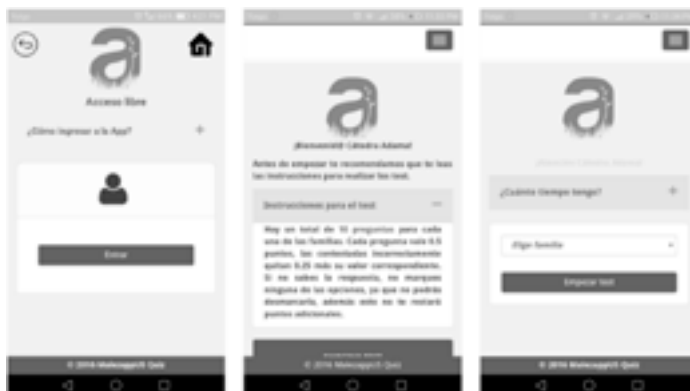 Acceso libre
¿Cómo ingresar a la App?
Entrar
© 2016 MalezappUS Quiz
¡Bienvenid@ Cátedra Adama!
Antes de empezar te recomendamos que te leas
las instrucciones para realizar los test.
Instrucciones para el test
Hay un total de 10 preguntas para cada
una de las familias. Cada pregunta vale 0.5
puntos, las contestadas incorrectamente
quitan 0.25 más su valor correspondiente.
Si no sabes la respuesta, no marques
ninguna de las opciones, ya que no podrás
desmarcarla, además esto no te restará
puntos adicionales.
© 2016 MalezappUS Quiz
¿Cuánto tiempo tengo?
Elige familia
Empezar test
© 2016 MalezappUS Quiz